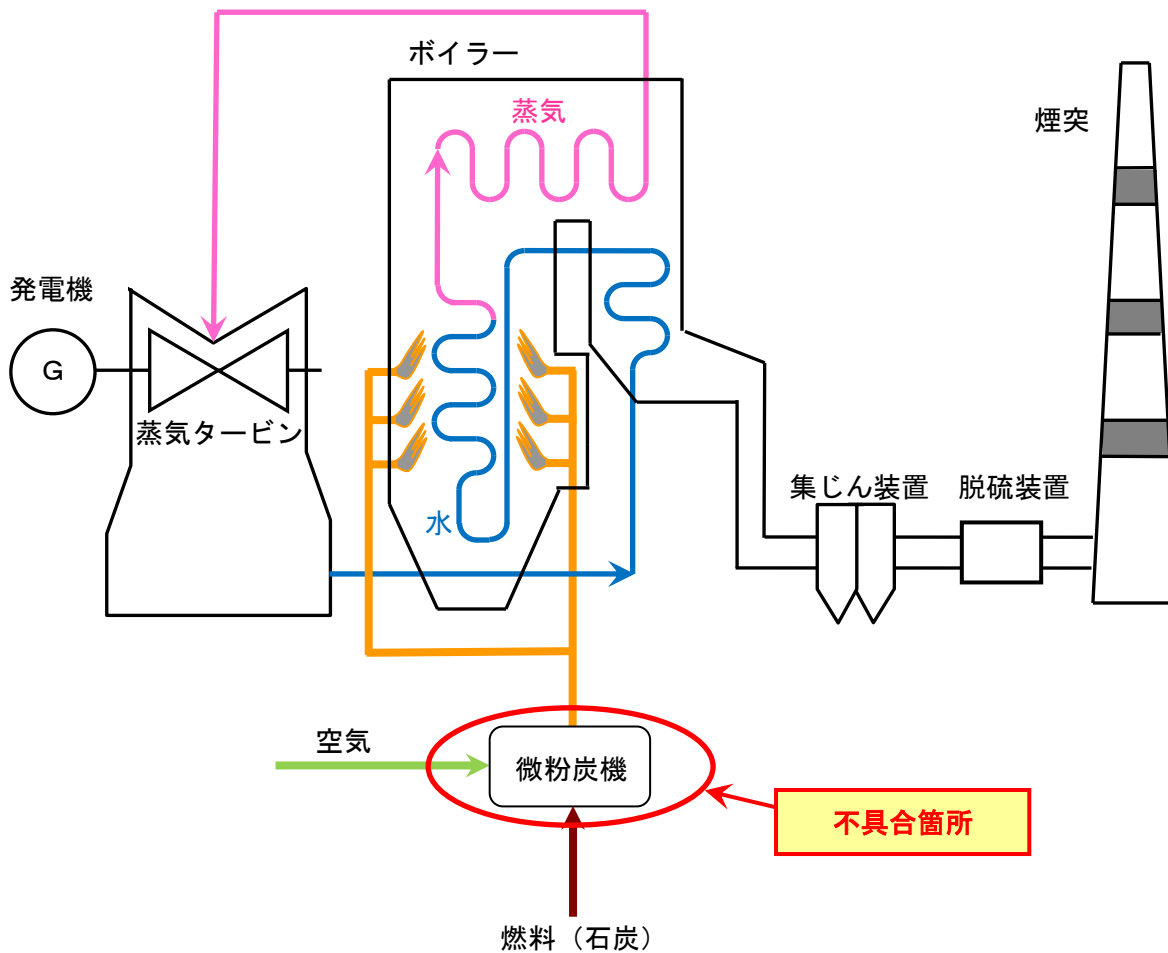 ボイラー
蒸気
煙突
発電機
G
蒸気タービン
水
集じん装置
脱硫装置
空気
微粉炭機
不具合箇所
燃料（石炭）